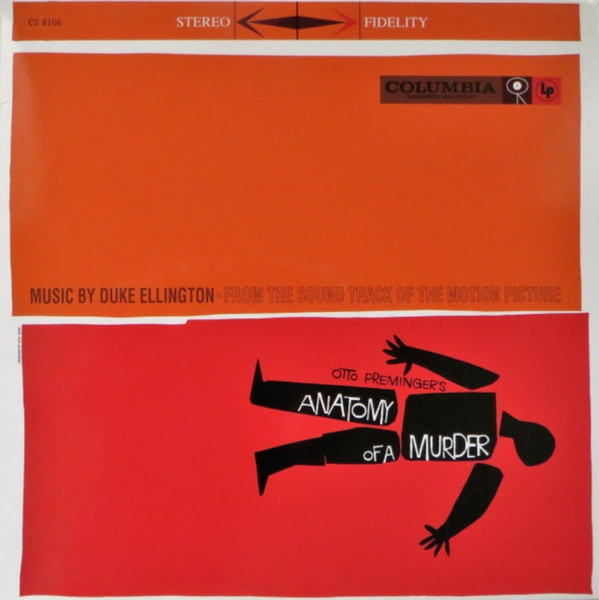 CS 8166
STEREO FIDELITY
COLUMBIA
LP
MUSIC BY DUKE ELLINGTON • FROM THE SOUND TRACK OF THE MOTION PICTURE
OTTO PREMINGER'S
ANATOMY
OF A MURDER